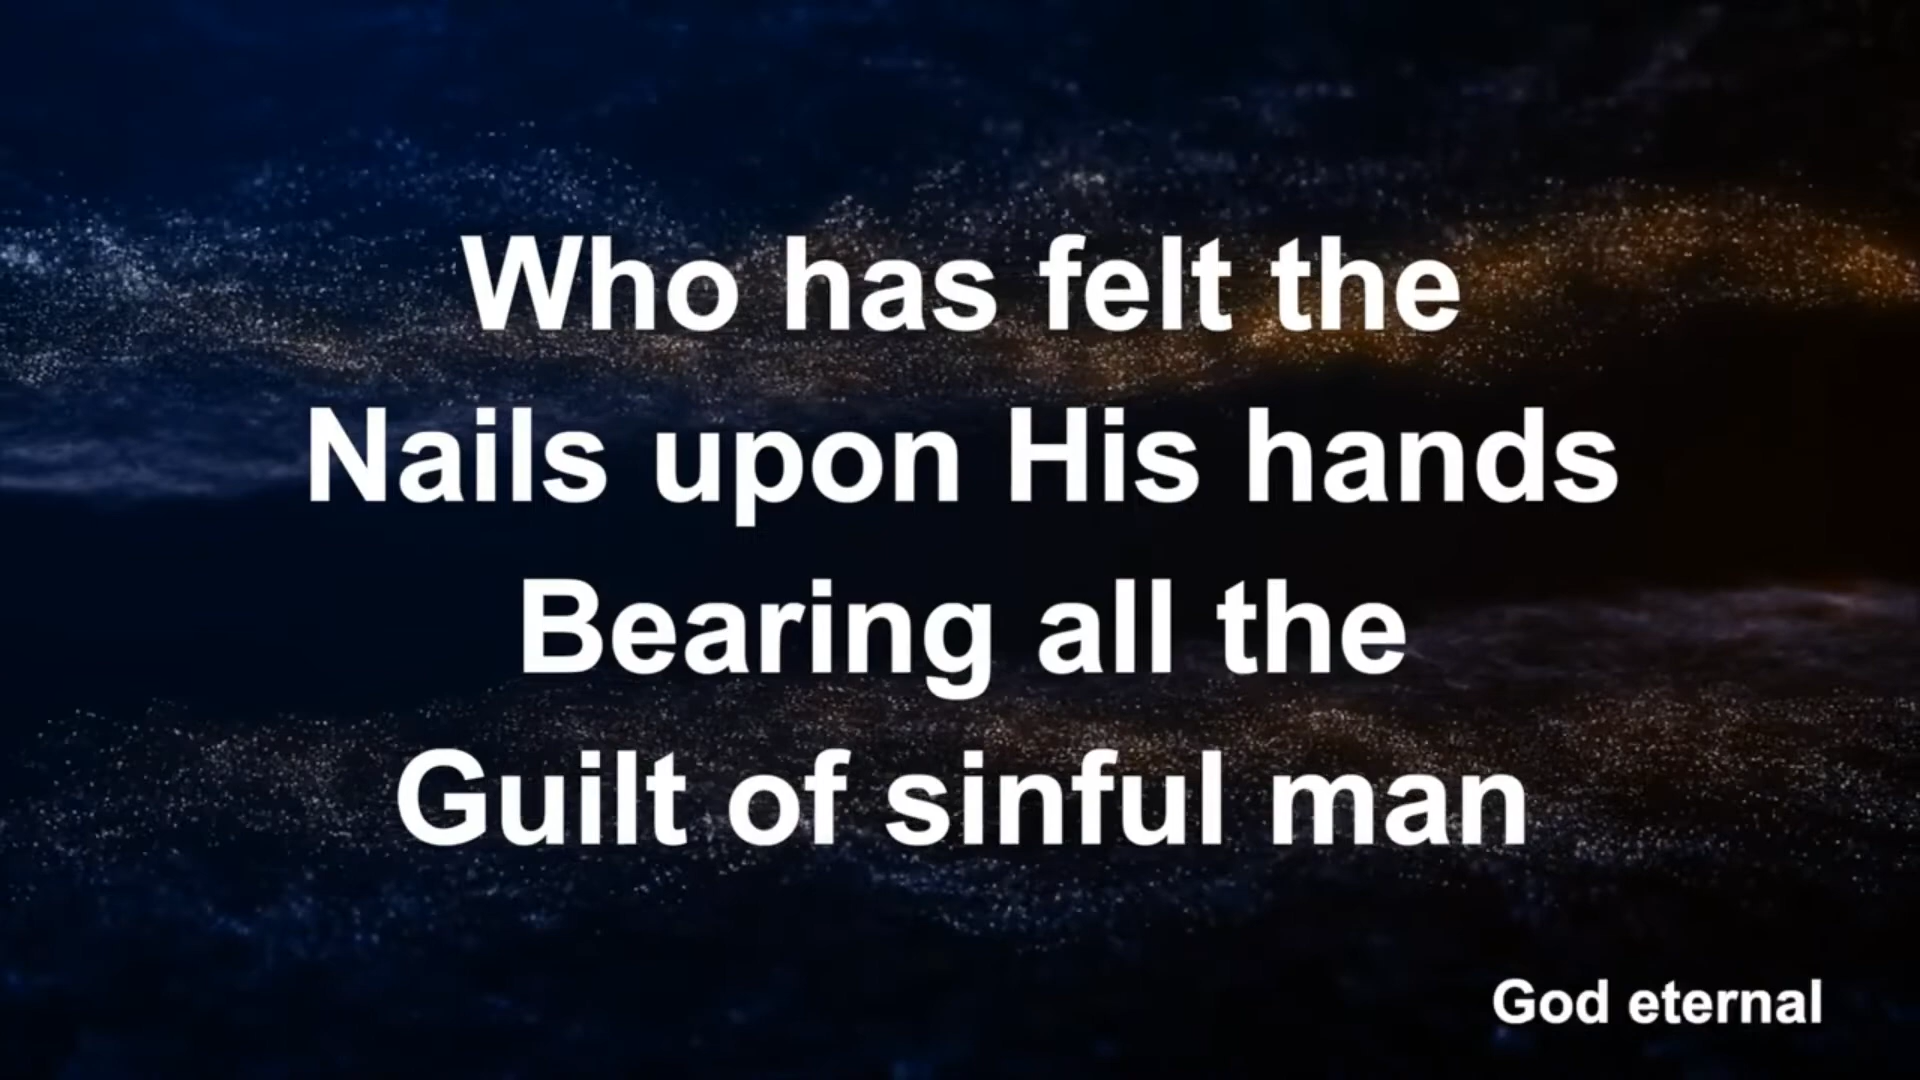 Who has felt the
Nails upon His hands
Bearing all the
Guilt of sinful man
God eternal